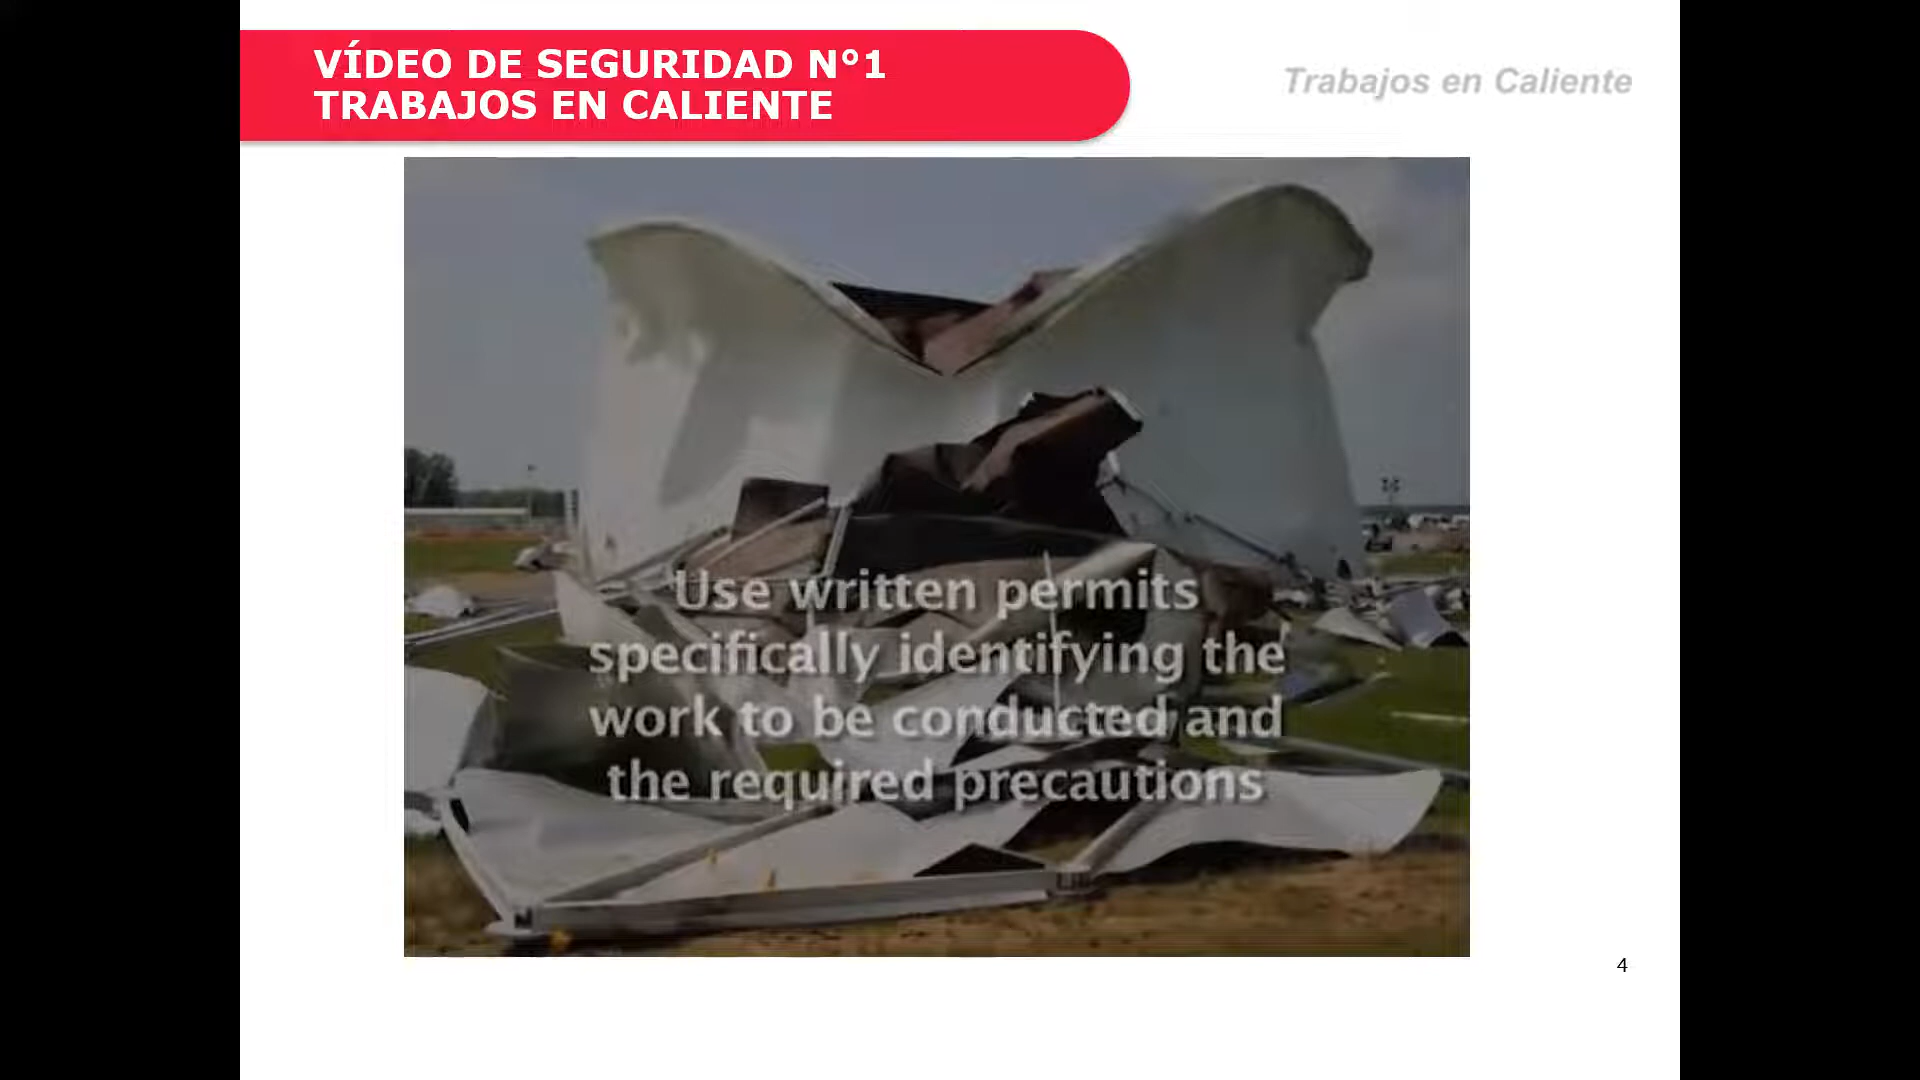 VÍDEO DE SEGURIDAD N°1
TRABAJOS EN CALIENTE
Trabajos en Caliente
Use written permits
specifically identifying the
work to be conducted and
the required precautions
4